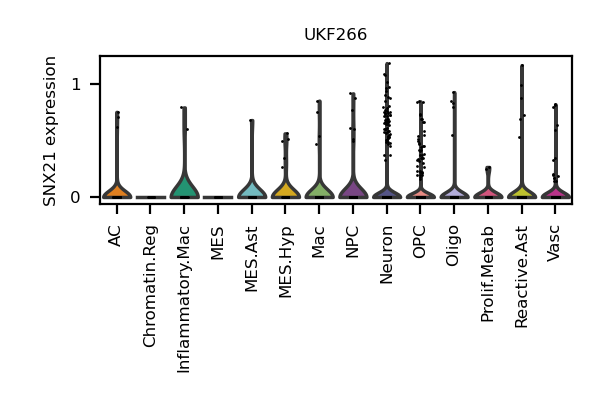 UKF266
SNX21 expression
1
0
AC
Chromatin.Reg
Inflammatory.Mac
MES
MES.Ast
MES.Hyp
Mac
NPC
Neuron
OPC
Oligo
Prolif.Metab
Reactive.Ast
Vasc